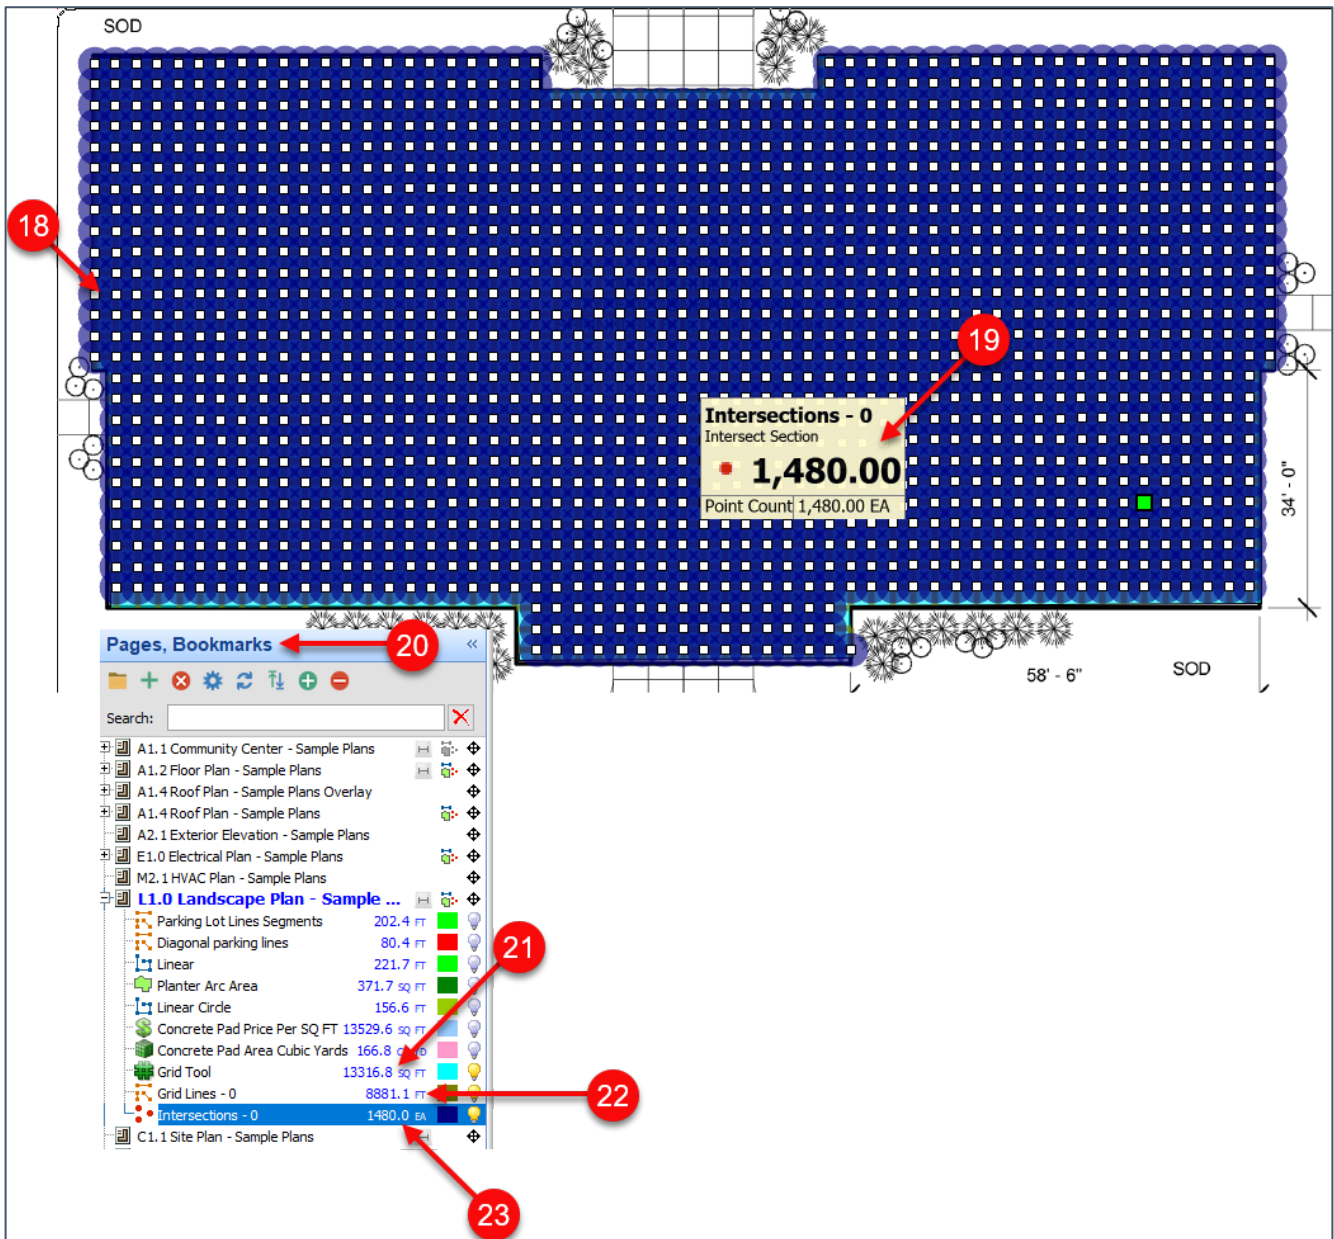 SOD
18
19
Intersections - 0
Intersect Section
1,480.00
Point Count 1,480.00 EA
34' - 0"
58' - 6"
SOD
Pages, Bookmarks
20
Search:
A1.1 Community Center - Sample Plans
A1.2 Floor Plan - Sample Plans
A1.4 Roof Plan - Sample Plans Overlay
A1.4 Roof Plan - Sample Plans
A2.1 Exterior Elevation - Sample Plans
E1.0 Electrical Plan - Sample Plans
M2.1 HVAC Plan - Sample Plans
L1.0 Landscape Plan - Sample ...
Parking Lot Lines Segments 202.4 FT
Diagonal parking lines 80.4 FT
21
Linear 221.7 FT
Planter Arc Area 371.7 SQ FT
Linear Circle 156.6 FT
Concrete Pad Price Per SQ FT 13529.6 SQ FT
Concrete Pad Area Cubic Yards 166.8
Grid Tool 13316.8 SQ FT
Grid Lines - 0 8881.1 FT
22
Intersections - 0 1480.0 EA
C1.1 Site Plan - Sample Plans
23